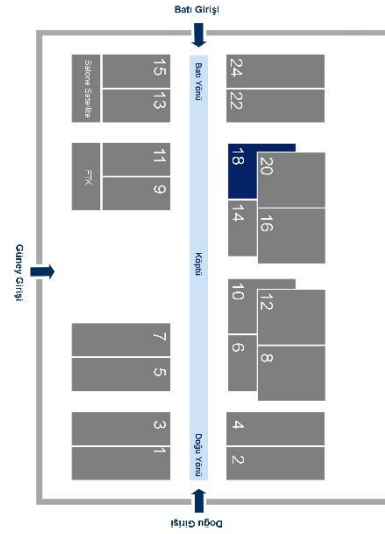 Batı Girişi
Salone Satellite
15
13
Batı Yönü
24
22
FTK
11
9
18
20
14
16
Güney Girişi
Köptü
10
12
6
8
7
5
3
1
Doğu Yönü
4
2
Doğu Girişi